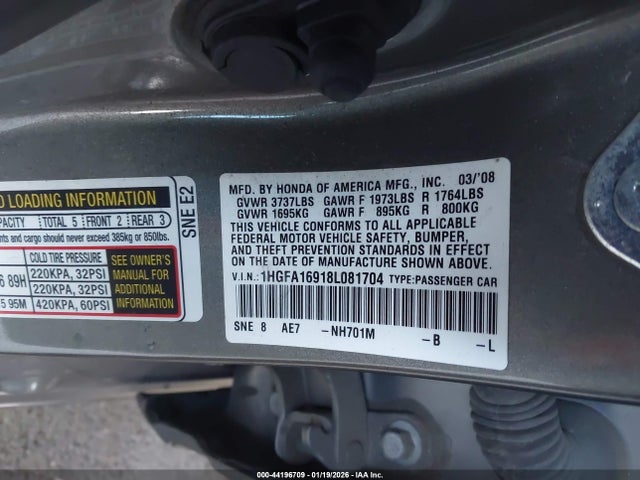 LOADING INFORMATION
TOTAL 5 FRONT 2 REAR 3
and cargo should never exceed 385kg or 850lbs.
COLD TIRE PRESSURE
89H 220KPA, 32PSI
220KPA, 32PSI
95M 420KPA, 60PSI
SEE OWNER'S
MANUAL FOR
ADDITIONAL
INFORMATION
SNE E2
MFD. BY HONDA OF AMERICA MFG., INC. 03/'08
GVWR 3737LBS GAWR F 1973LBS R 1764LBS
GVWR 1695KG GAWR F 895KG R 800KG
THIS VEHICLE CONFORMS TO ALL APPLICABLE
FEDERAL MOTOR VEHICLE SAFETY, BUMPER,
AND THEFT PREVENTION STANDARDS IN EFFECT
ON THE DATE OF MANUFACTURE SHOWN ABOVE.
V.I.N.: 1HGFA16918L081704 TYPE:PASSENGER CAR
SNE 8 AE7 -NH701M -B -L
000-44196709 - 01/19/2026 - IAA Inc.